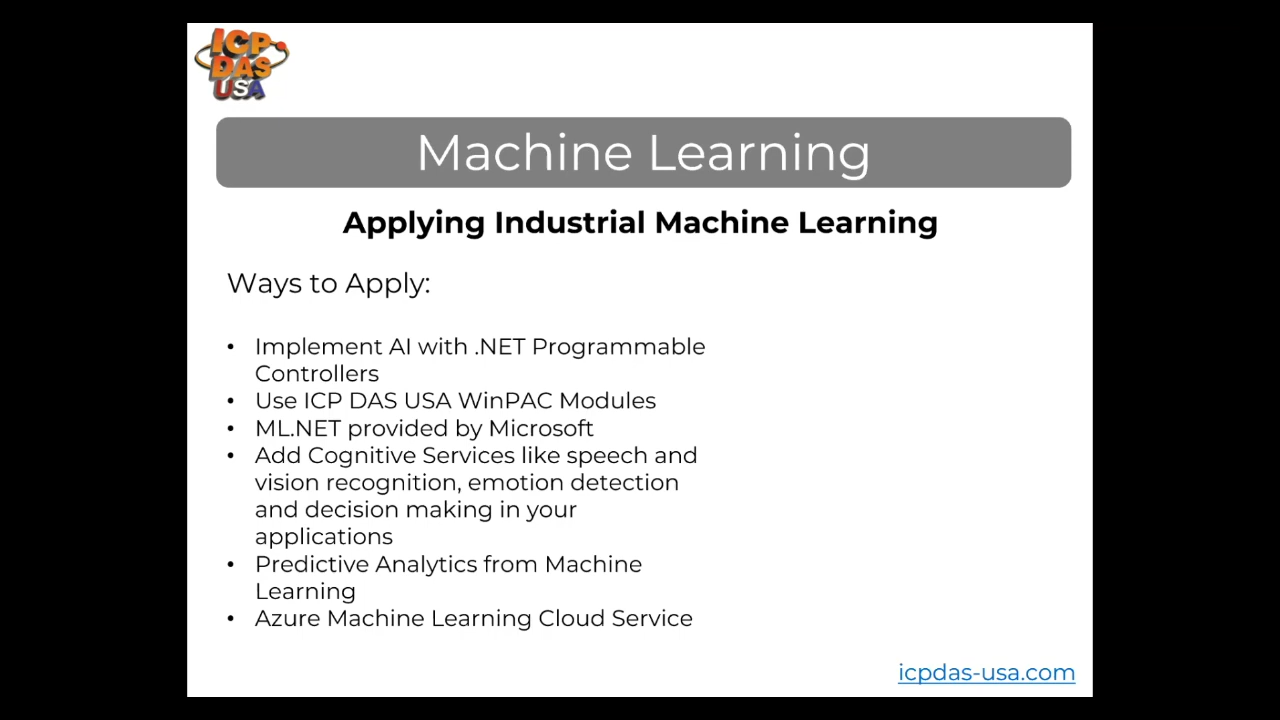 ICP
DAS
USA
Machine Learning
Applying Industrial Machine Learning
Ways to Apply:
• Implement AI with .NET Programmable
Controllers
• Use ICP DAS USA WinPAC Modules
• ML.NET provided by Microsoft
• Add Cognitive Services like speech and
vision recognition, emotion detection
and decision making in your
applications
• Predictive Analytics from Machine
Learning
• Azure Machine Learning Cloud Service
icpdas-usa.com